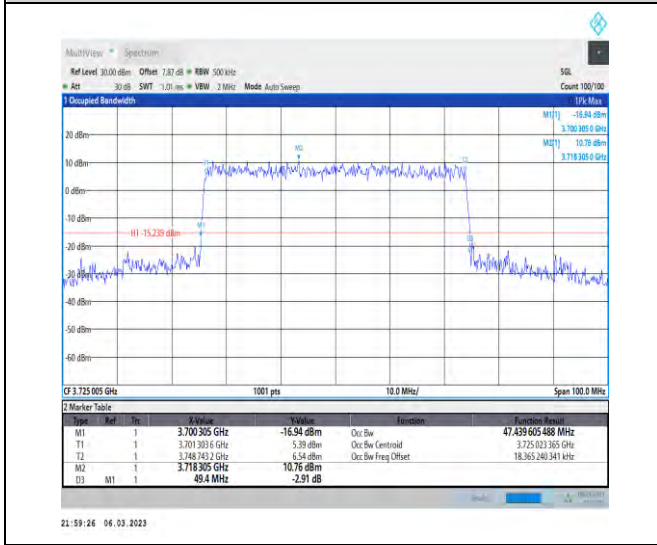 MultiView Spectrum
Ref Level 30.00 dBm Offset 7.87 dB RBW 500 kHz SGL
Att 30 dB SWT 1.01 ms VBW 2 MHz Mode Auto Sweep Count 100/100
1 Occupied Bandwidth 1Pk Max
M1[1] -16.94 dBm
3.700 305 0 GHz
M2[1] 10.76 dBm
3.718 305 0 GHz
20 dBm
M2
10 dBm
T1 T2
0 dBm
-10 dBm
M1
H1 -15.239 dBm
D3
-20 dBm
-30 dBm
-40 dBm
-50 dBm
-60 dBm
CF 3.725 005 GHz 1001 pts 10.0 MHz/ Span 100.0 MHz
2 Marker Table
Type Ref Trc X-Value Y-Value Function Function Result
M1 1 3.700 305 GHz -16.94 dBm Occ Bw 47.439 605 488 MHz
T1 1 3.701 303 6 GHz 5.39 dBm Occ Bw Centroid 3.725 023 365 GHz
T2 1 3.748 743 2 GHz 6.54 dBm Occ Bw Freq Offset 18.365 240 341 kHz
M2 1 3.718 305 GHz 10.76 dBm
D3 M1 1 49.4 MHz -2.91 dB
21:59:26 06.03.2023